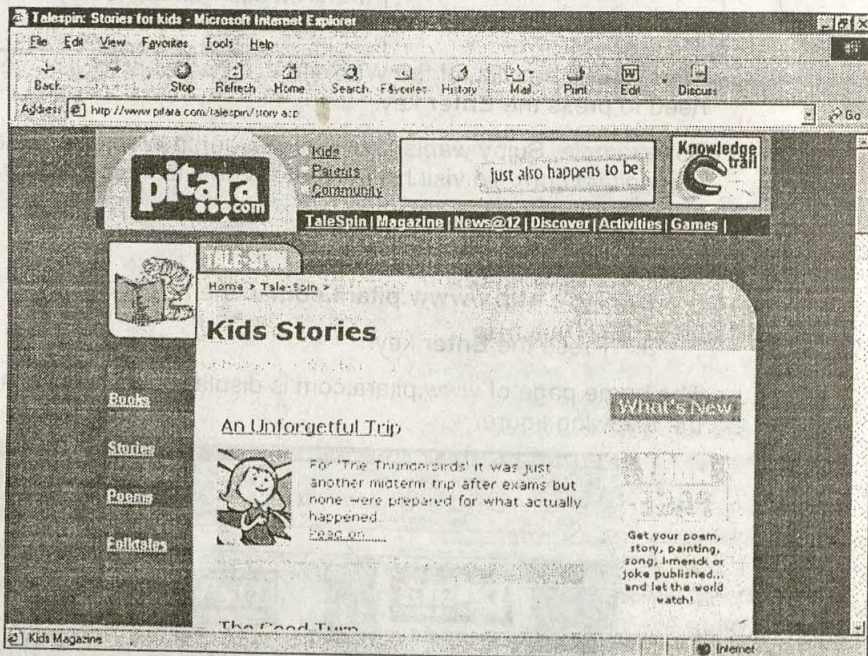 Talespin: Stories for kids - Microsoft Internet Explorer
File Edit View Favorites Tools Help
Back Stop Refresh Home Search Favorites History Mail Print Edit Discuss
Address http://www.pitara.com/talespin/story.asp Go
pitara
.com
Kids
Parents
Community
just also happens to be
Knowledge
trail
TaleSpin | Magazine | News@12 | Discover | Activities | Games |
TALE-SPIN
Home > Tale-Spin >
Kids Stories
Books
Stories
Poems
Folktales
An Unforgetful Trip
For 'The Thunderbirds' it was just
another midterm trip after exams but
none were prepared for what actually
happened.
Read on
The Good Turn
What's New
Get your poem,
story, painting,
song, limerick or
joke published...
and let the world
watch!
Kids Magazine
Internet